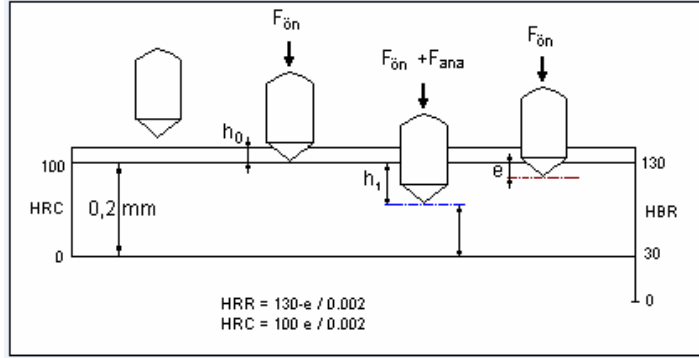 Fön
Fön +Fana
Fön
h0
100
h1
e
130
HRC
0,2 mm
HBR
0
30
0
HRR = 130-e / 0.002
HRC = 100 e / 0.002